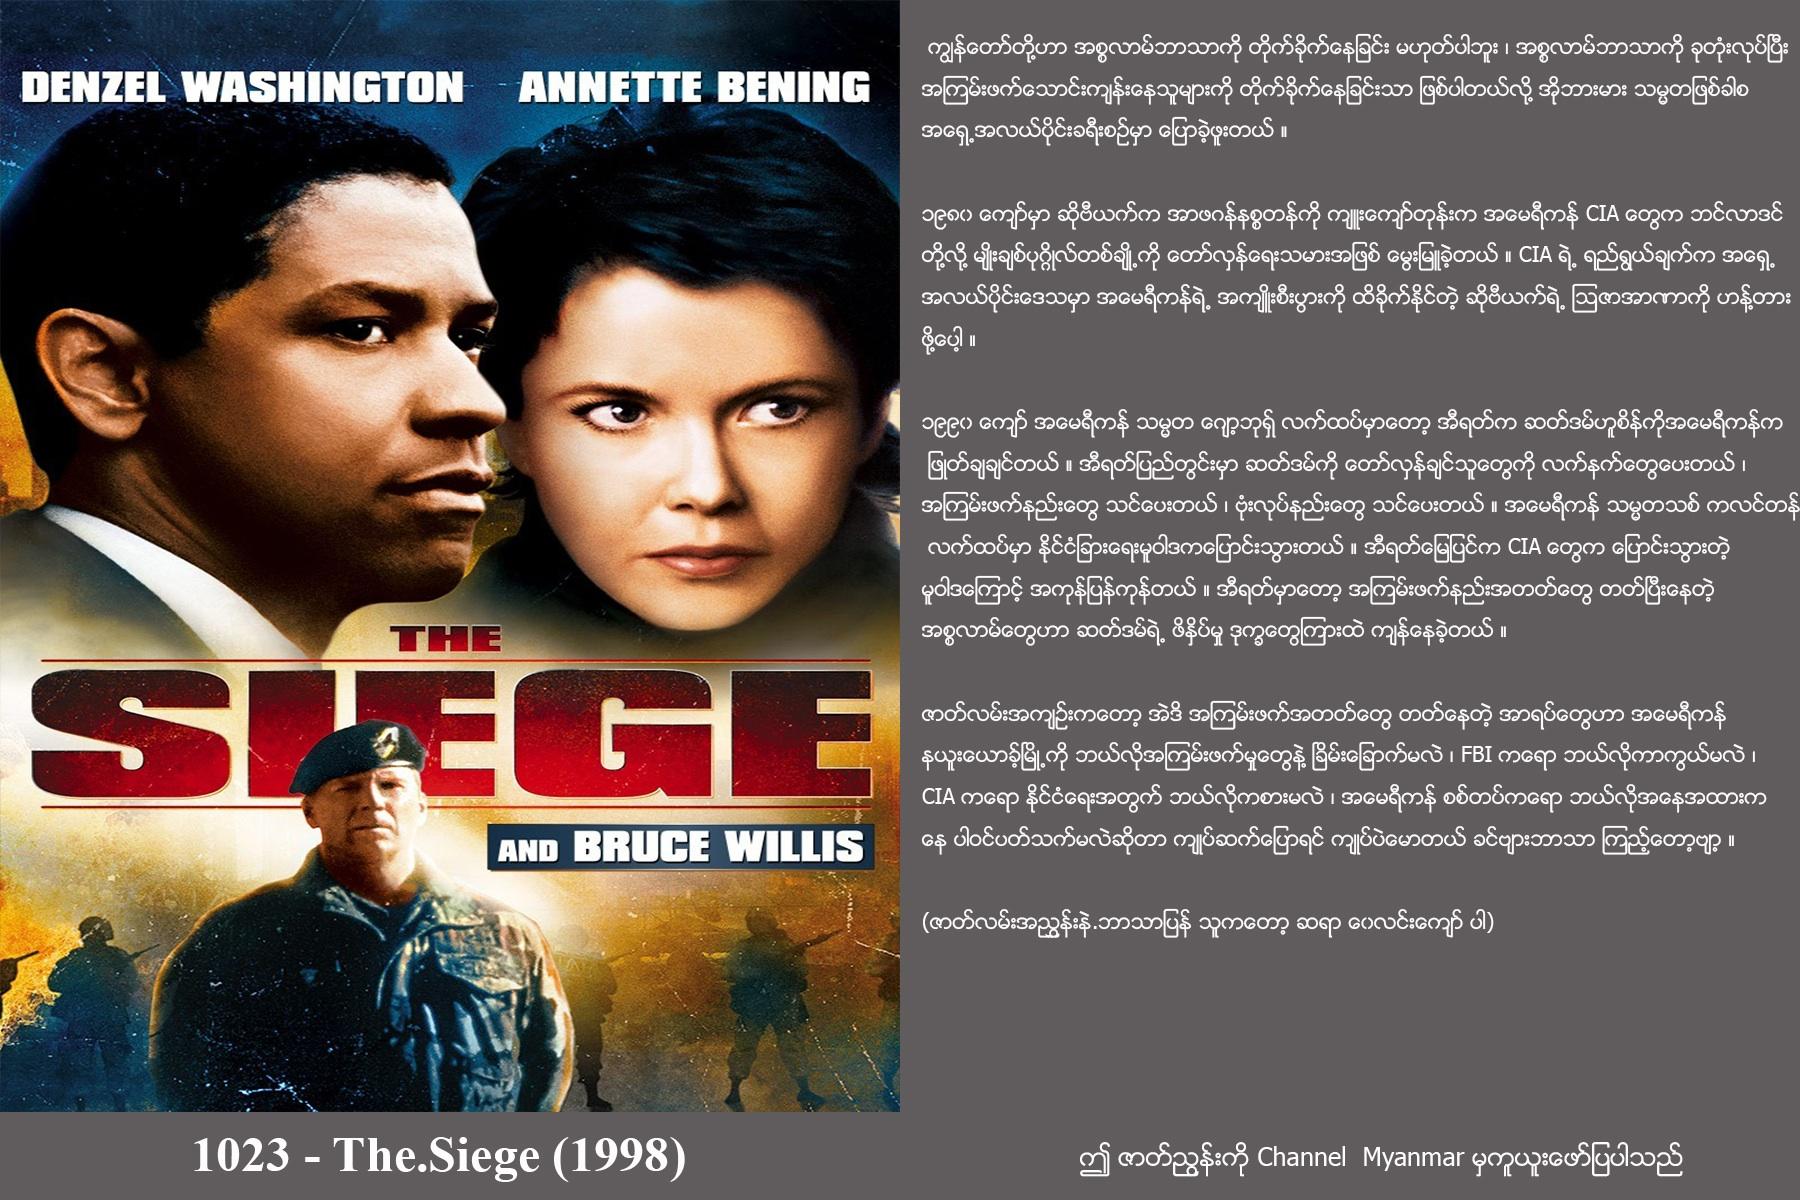 DENZEL WASHINGTON ANNETTE BENING
THE
SIEGE
AND BRUCE WILLIS
1023 - The.Siege (1998)
ကျွန်တော်တို့ဟာ အစ္စလာမ်ဘာသာကို တိုက်ခိုက်နေခြင်း မဟုတ်ပါဘူး ၊ အစ္စလာမ်ဘာသာကို ခုတုံးလုပ်ပြီး
အကြမ်းဖက်သောင်းကျန်းနေသူများကို တိုက်ခိုက်နေခြင်းသာ ဖြစ်ပါတယ်လို့ အိုဘားမား သမ္မတဖြစ်ခါစ
အရှေ့အလယ်ပိုင်းခရီးစဉ်မှာ ပြောခဲ့ဖူးတယ် ။
၁၉၈၀ ကျော်မှာ ဆိုဗီယက်က အာဖဂန်နစ္စတန်ကို ကျူးကျော်တုန်းက အမေရီကန် CIA တွေက ဘင်လာဒင်
တို့လို့ မျိုးချစ်ပုဂ္ဂိုလ်တစ်ချို့ကို တော်လှန်ရေးသမားအဖြစ် မွေးမြူခဲ့တယ် ။ CIA ရဲ့ ရည်ရွယ်ချက်က အရှေ့
အလယ်ပိုင်းဒေသမှာ အမေရီကန်ရဲ့ အကျိုးစီးပွားကို ထိခိုက်နိုင်တဲ့ ဆိုဗီယက်ရဲ့ ဩဇာအာဏာကို ဟန့်တား
ဖို့ပေါ့ ။
၁၉၉၀ ကျော် အမေရီကန် သမ္မတ ဂျော့ဘုရှ် လက်ထပ်မှာတော့ အီရတ်က ဆတ်ဒမ်ဟူစိန်ကိုအမေရီကန်က
ဖြုတ်ချချင်တယ် ။ အီရတ်ပြည်တွင်းမှာ ဆတ်ဒမ်ကို တော်လှန်ချင်သူတွေကို လက်နက်တွေပေးတယ် ၊
အကြမ်းဖက်နည်းတွေ သင်ပေးတယ် ၊ ဗုံးလုပ်နည်းတွေ သင်ပေးတယ် ။ အမေရီကန် သမ္မတသစ် ကလင်တန်
လက်ထပ်မှာ နိုင်ငံခြားရေးမူဝါဒကပြောင်းသွားတယ် ။ အီရတ်မြေပြင်က CIA တွေက ပြောင်းသွားတဲ့
မူဝါဒကြောင့် အကုန်ပြန်ကုန်တယ် ။ အီရတ်မှာတော့ အကြမ်းဖက်နည်းအတတ်တွေ တတ်ပြီးနေတဲ့
အစ္စလာမ်တွေဟာ ဆတ်ဒမ်ရဲ့ ဖိနှိပ်မှု ဒုက္ခတွေကြားထဲ ကျန်နေခဲ့တယ် ။
ဇာတ်လမ်းအကျဉ်းကတော့ အဲဒီ အကြမ်းဖက်အတတ်တွေ တတ်နေတဲ့ အာရပ်တွေဟာ အမေရီကန်
နယူးယောခ့်မြို့ကို ဘယ်လိုအကြမ်းဖက်မှုတွေနဲ့ ခြိမ်းခြောက်မလဲ ၊ FBI ကရော ဘယ်လိုကာကွယ်မလဲ ၊
CIA ကရော နိုင်ငံရေးအတွက် ဘယ်လိုကစားမလဲ ၊ အမေရီကန် စစ်တပ်ကရော ဘယ်လိုအနေအထားက
နေ ပါဝင်ပတ်သက်မလဲဆိုတာ ကျုပ်ဆက်ပြောရင် ကျုပ်ပဲမောတယ် ခင်ဗျားဘာသာ ကြည့်တော့ဗျာ့ ။
(ဇာတ်လမ်းအညွှန်းနဲ.ဘာသာပြန် သူကတော့ ဆရာ ဝေလင်းကျော် ပါ)
ဤ ဇာတ်ညွှန်းကို Channel Myanmar မှကူယူးဖော်ပြပါသည်